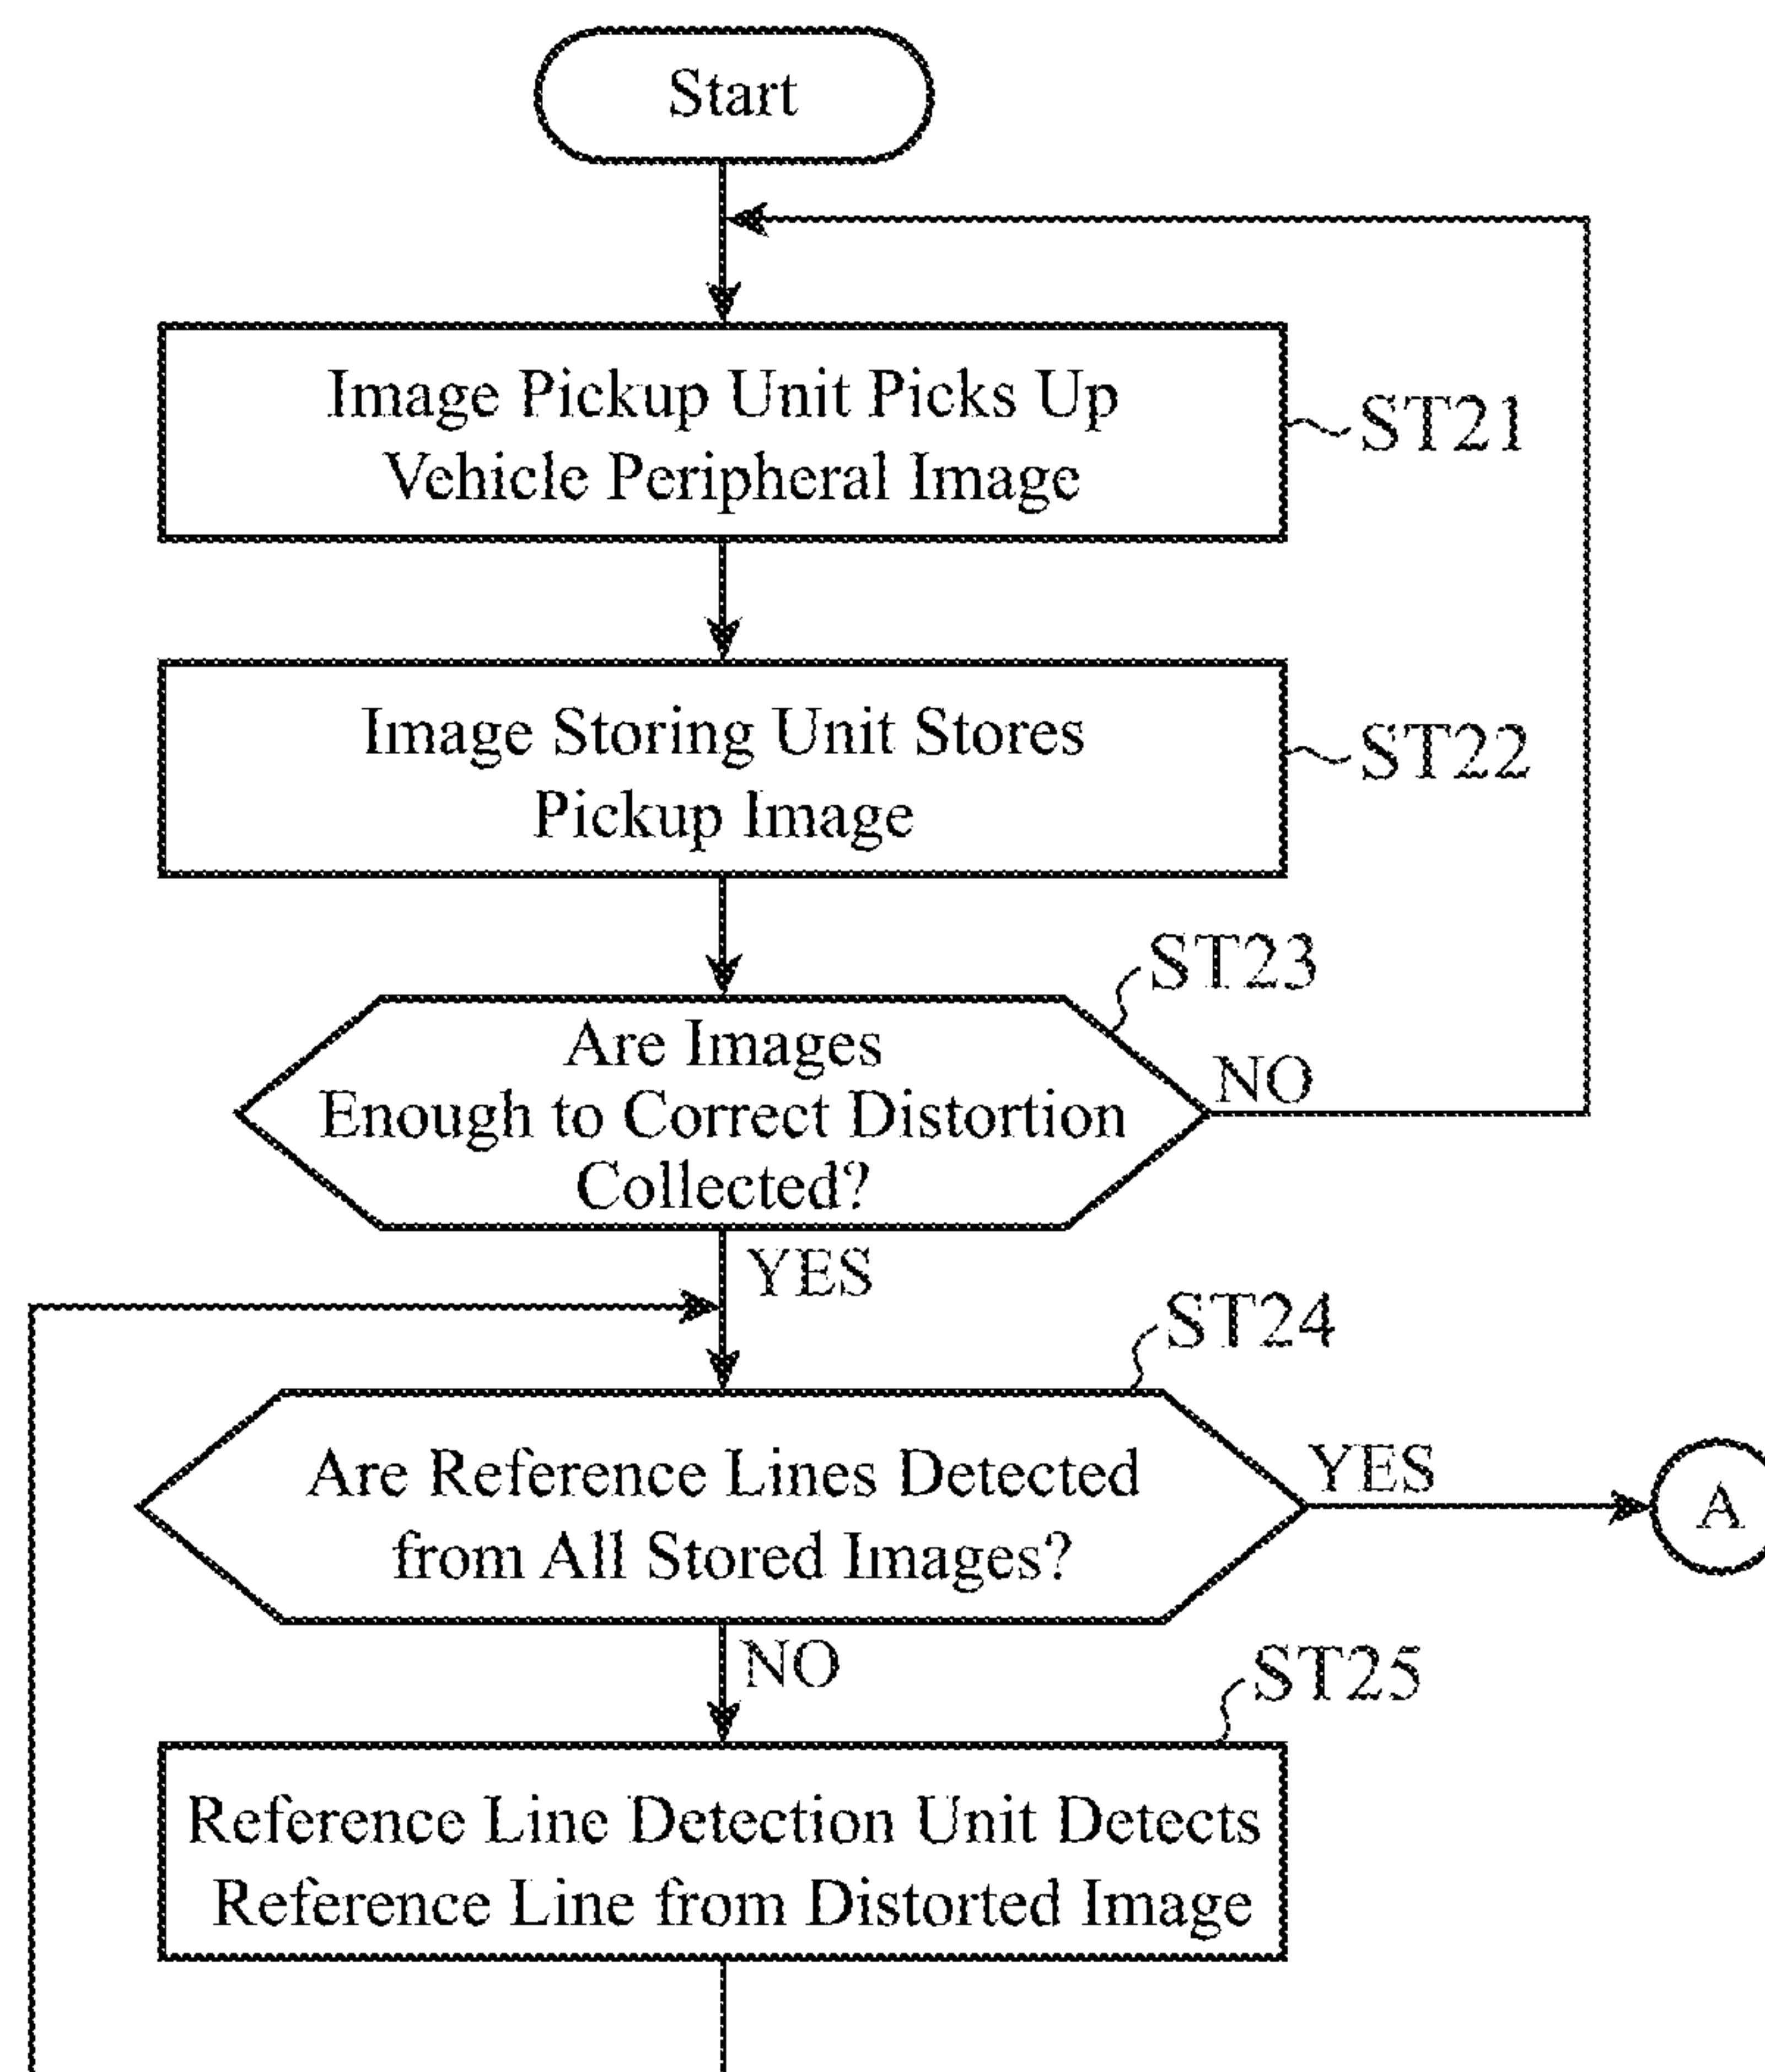 Start
Image Pickup Unit Picks Up
Vehicle Peripheral Image
ST21
Image Storing Unit Stores
Pickup Image
ST22
ST23
Are Images
Enough to Correct Distortion
Collected?
NO
YES
ST24
Are Reference Lines Detected
from All Stored Images?
YES
A
NO
ST25
Reference Line Detection Unit Detects
Reference Line from Distorted Image